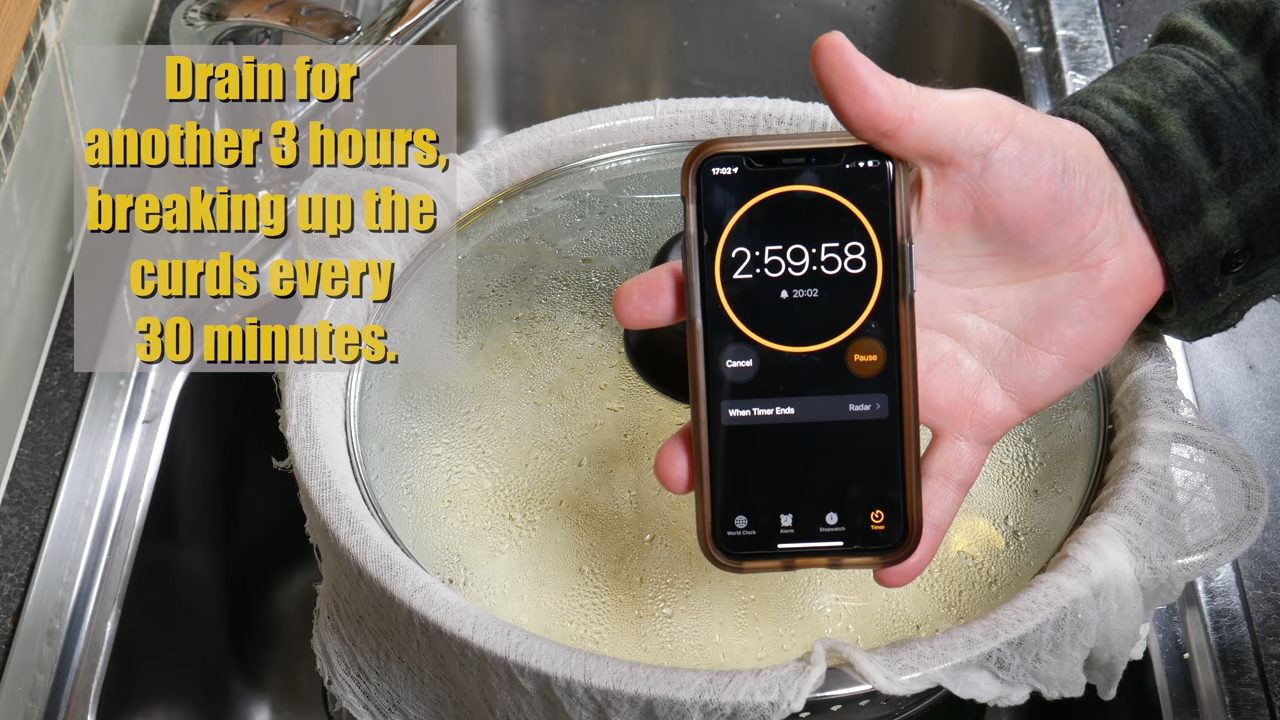 Drain for
another 3 hours,
breaking up the
curds every
30 minutes.
17:02
2:59:58
20:02
Cancel
Pause
When Timer Ends
Radar
World Clock
Alarm
Stopwatch
Timer